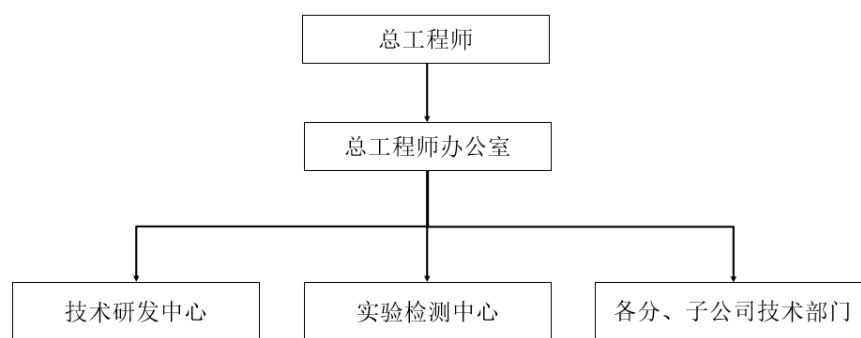 总工程师
总工程师办公室
技术研发中心
实验检测中心
各分、子公司技术部门